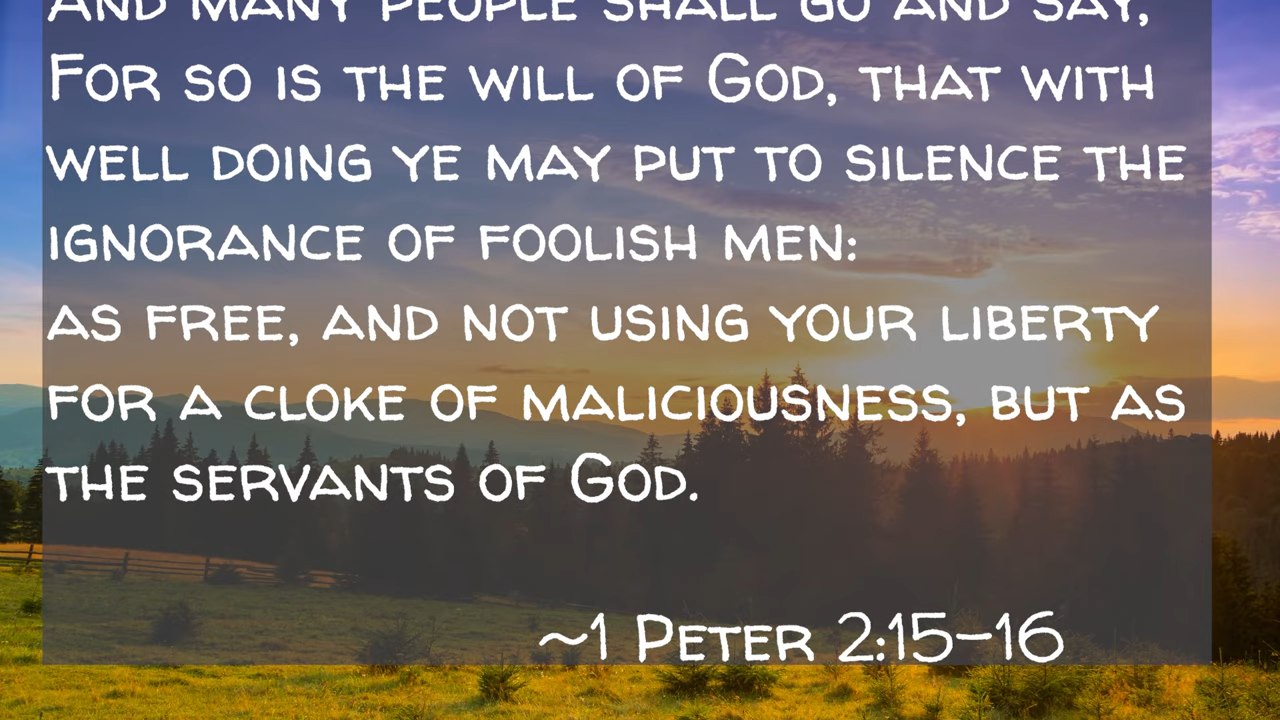 And many people shall go and say,
For so is the will of God, that with
well doing ye may put to silence the
ignorance of foolish men:
as free, and not using your liberty
for a cloke of maliciousness, but as
the servants of God.
~1 Peter 2:15-16